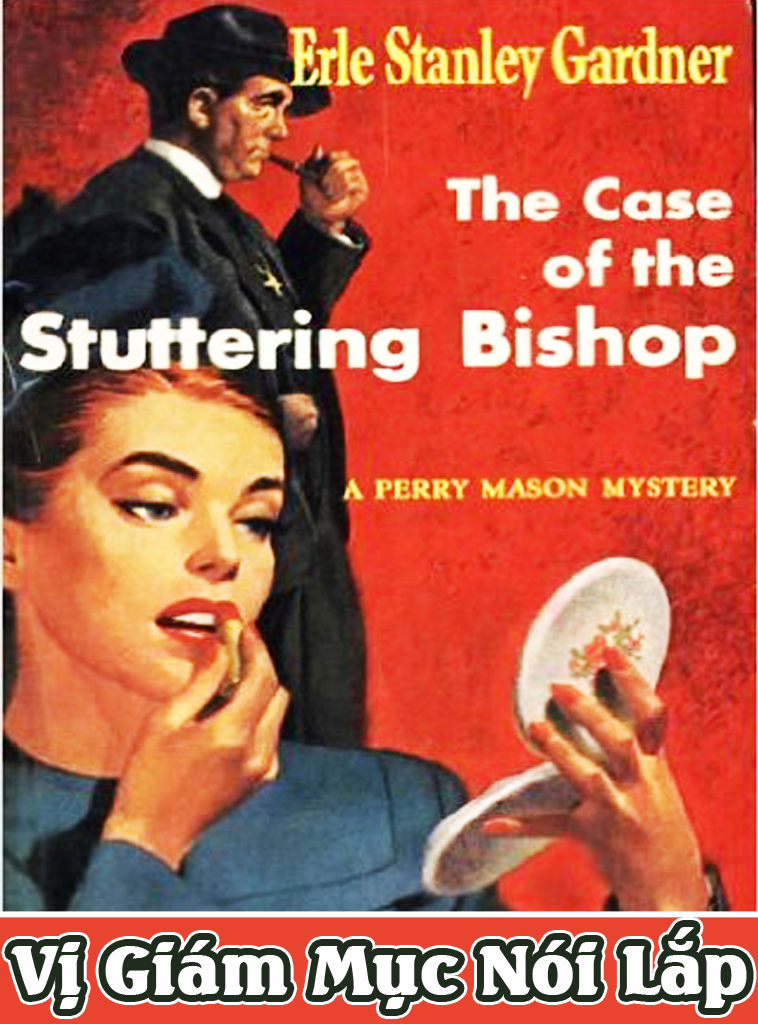 Erle Stanley Gardner
The Case
of the
Stuttering Bishop
A PERRY MASON MYSTERY
Vị Giám Mục Nói Lắp